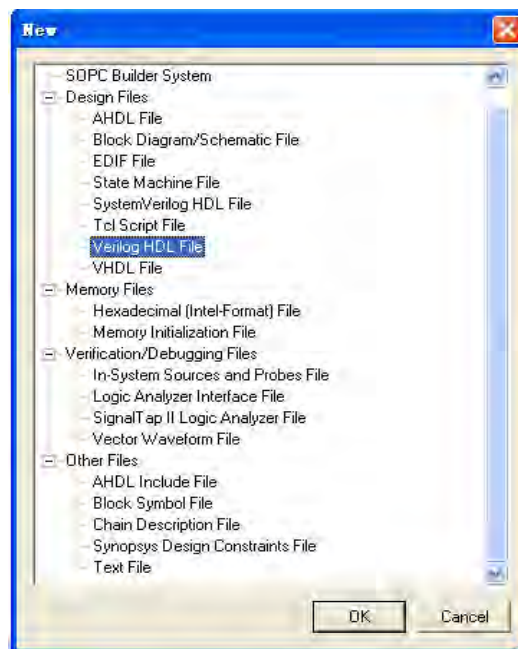 New
SOPC Builder System
Design Files
AHDL File
Block Diagram/Schematic File
EDIF File
State Machine File
SystemVerilog HDL File
Tcl Script File
Verilog HDL File
VHDL File
Memory Files
Hexadecimal (Intel-Format) File
Memory Initialization File
Verification/Debugging Files
In-System Sources and Probes File
Logic Analyzer Interface File
SignalTap II Logic Analyzer File
Vector Waveform File
Other Files
AHDL Include File
Block Symbol File
Chain Description File
Synopsys Design Constraints File
Text File
OK Cancel